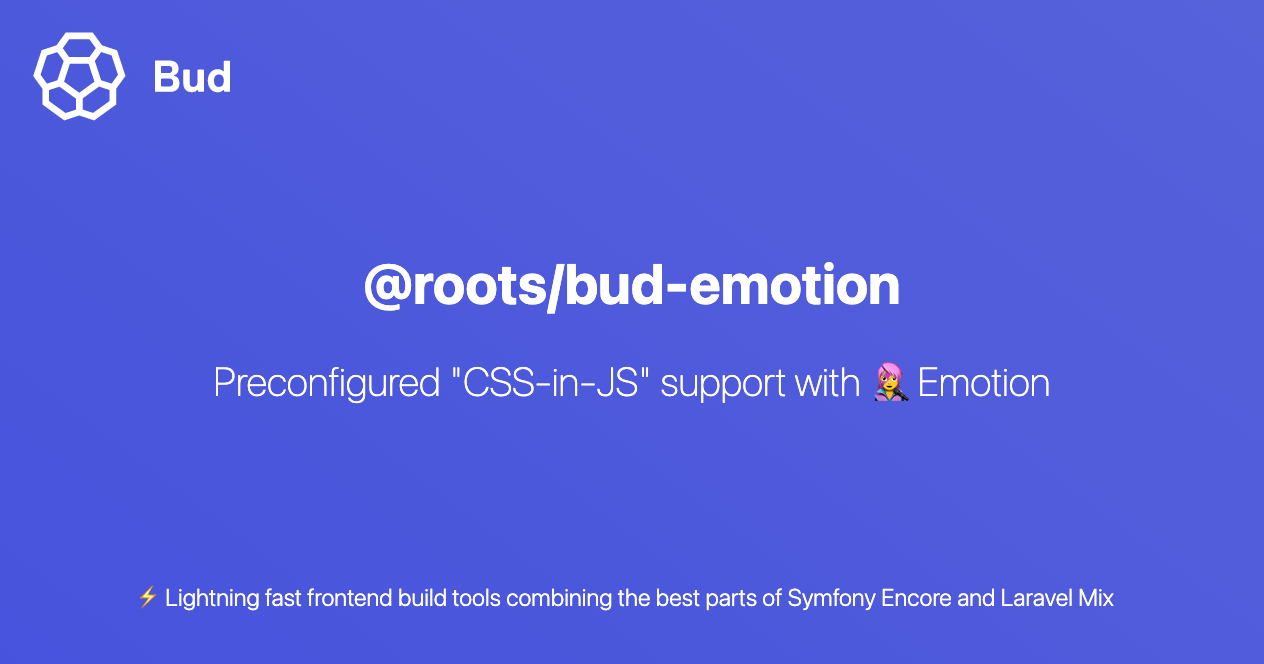 Bud
@roots/bud-emotion
Preconfigured "CSS-in-JS" support with 👩‍🎤 Emotion
⚡ Lightning fast frontend build tools combining the best parts of Symfony Encore and Laravel Mix